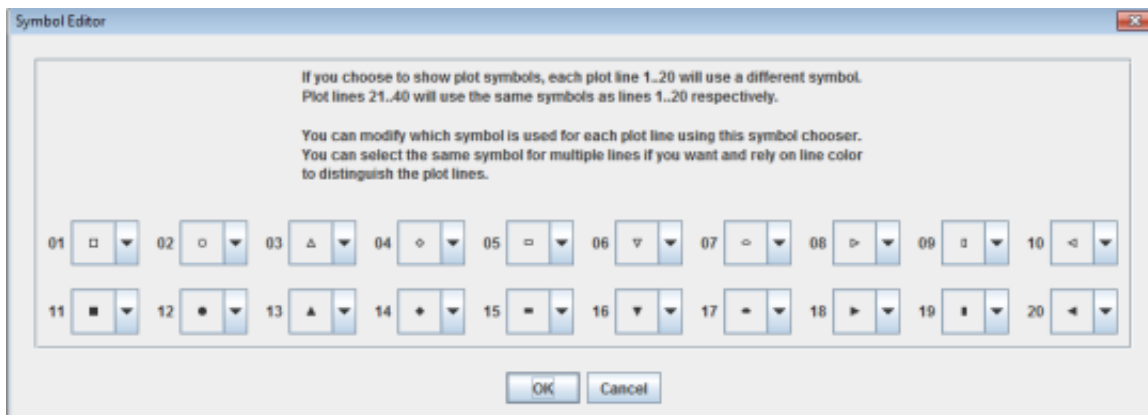 Symbol Editor
If you choose to show plot symbols, each plot line 1..20 will use a different symbol.
Plot lines 21..40 will use the same symbols as lines 1..20 respectively.
You can modify which symbol is used for each plot line using this symbol chooser.
You can select the same symbol for multiple lines if you want and rely on line color
to distinguish the plot lines.
01 02 03 04 05 06 07 08 09 10
11 12 13 14 15 16 17 18 19 20
OK Cancel